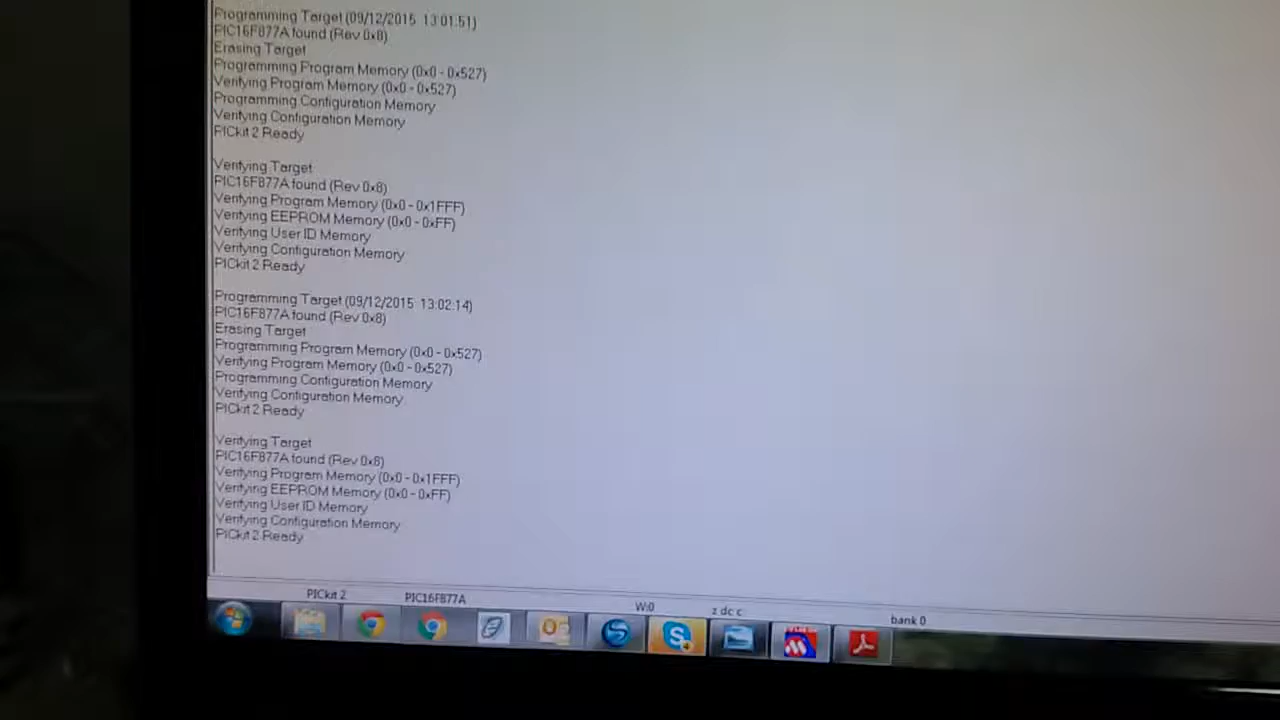 Programming Target (09/12/2015 13:01:51)
PIC16F877A found (Rev 0x8)
Erasing Target
Programming Program Memory (0x0 - 0x527)
Verifying Program Memory (0x0 - 0x527)
Programming Configuration Memory
Verifying Configuration Memory
PICkit 2 Ready
Verifying Target
PIC16F877A found (Rev 0x8)
Verifying Program Memory (0x0 - 0x1FFF)
Verifying EEPROM Memory (0x0 - 0xFF)
Verifying User ID Memory
Verifying Configuration Memory
PICkit 2 Ready
Programming Target (09/12/2015 13:02:14)
PIC16F877A found (Rev 0x8)
Erasing Target
Programming Program Memory (0x0 - 0x527)
Verifying Program Memory (0x0 - 0x527)
Programming Configuration Memory
Verifying Configuration Memory
PICkit 2 Ready
Verifying Target
PIC16F877A found (Rev 0x8)
Verifying Program Memory (0x0 - 0x1FFF)
Verifying EEPROM Memory (0x0 - 0xFF)
Verifying User ID Memory
Verifying Configuration Memory
PICkit 2 Ready
PICkit 2 PIC16F877A W:0 z dc c bank 0